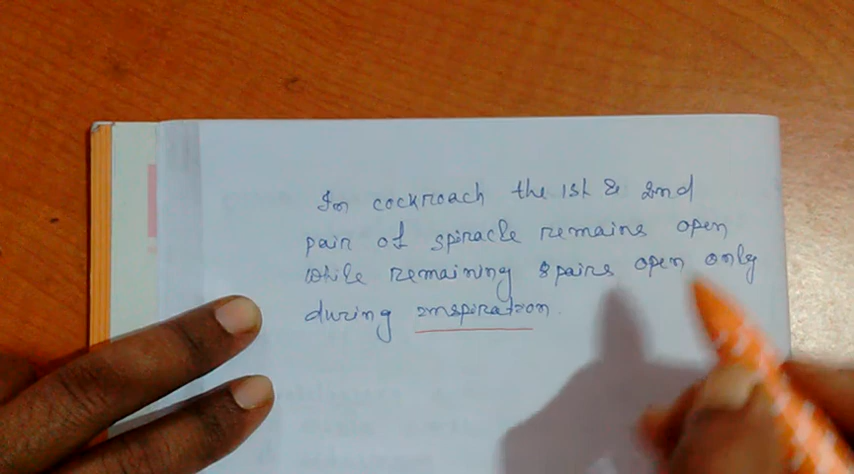 In cockroach the 1st & 2nd
pair of spiracle remains open
while remaining 8 pairs open only
during inspiration.